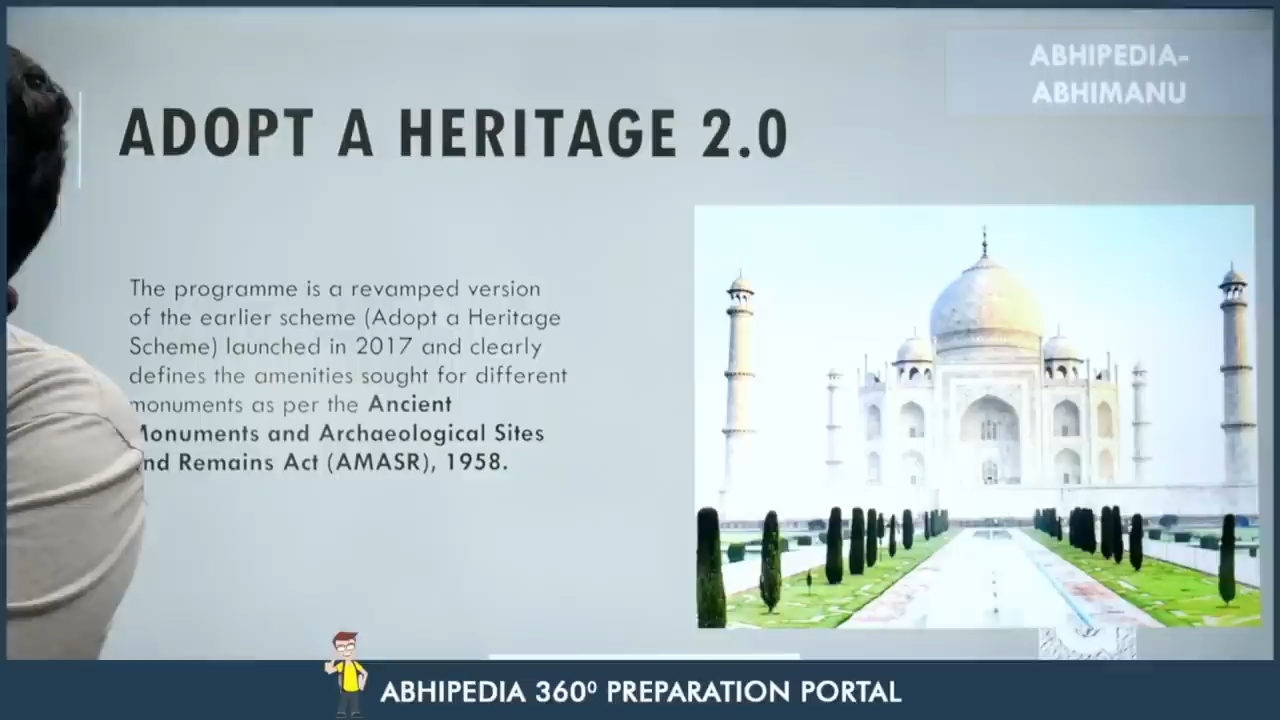 ABHIPEDIA-
ABHIMANU
ADOPT A HERITAGE 2.0
The programme is a revamped version
of the earlier scheme (Adopt a Heritage
Scheme) launched in 2017 and clearly
defines the amenities sought for different
monuments as per the Ancient
Monuments and Archaeological Sites
and Remains Act (AMASR), 1958.
ABHIPEDIA 360⁰ PREPARATION PORTAL